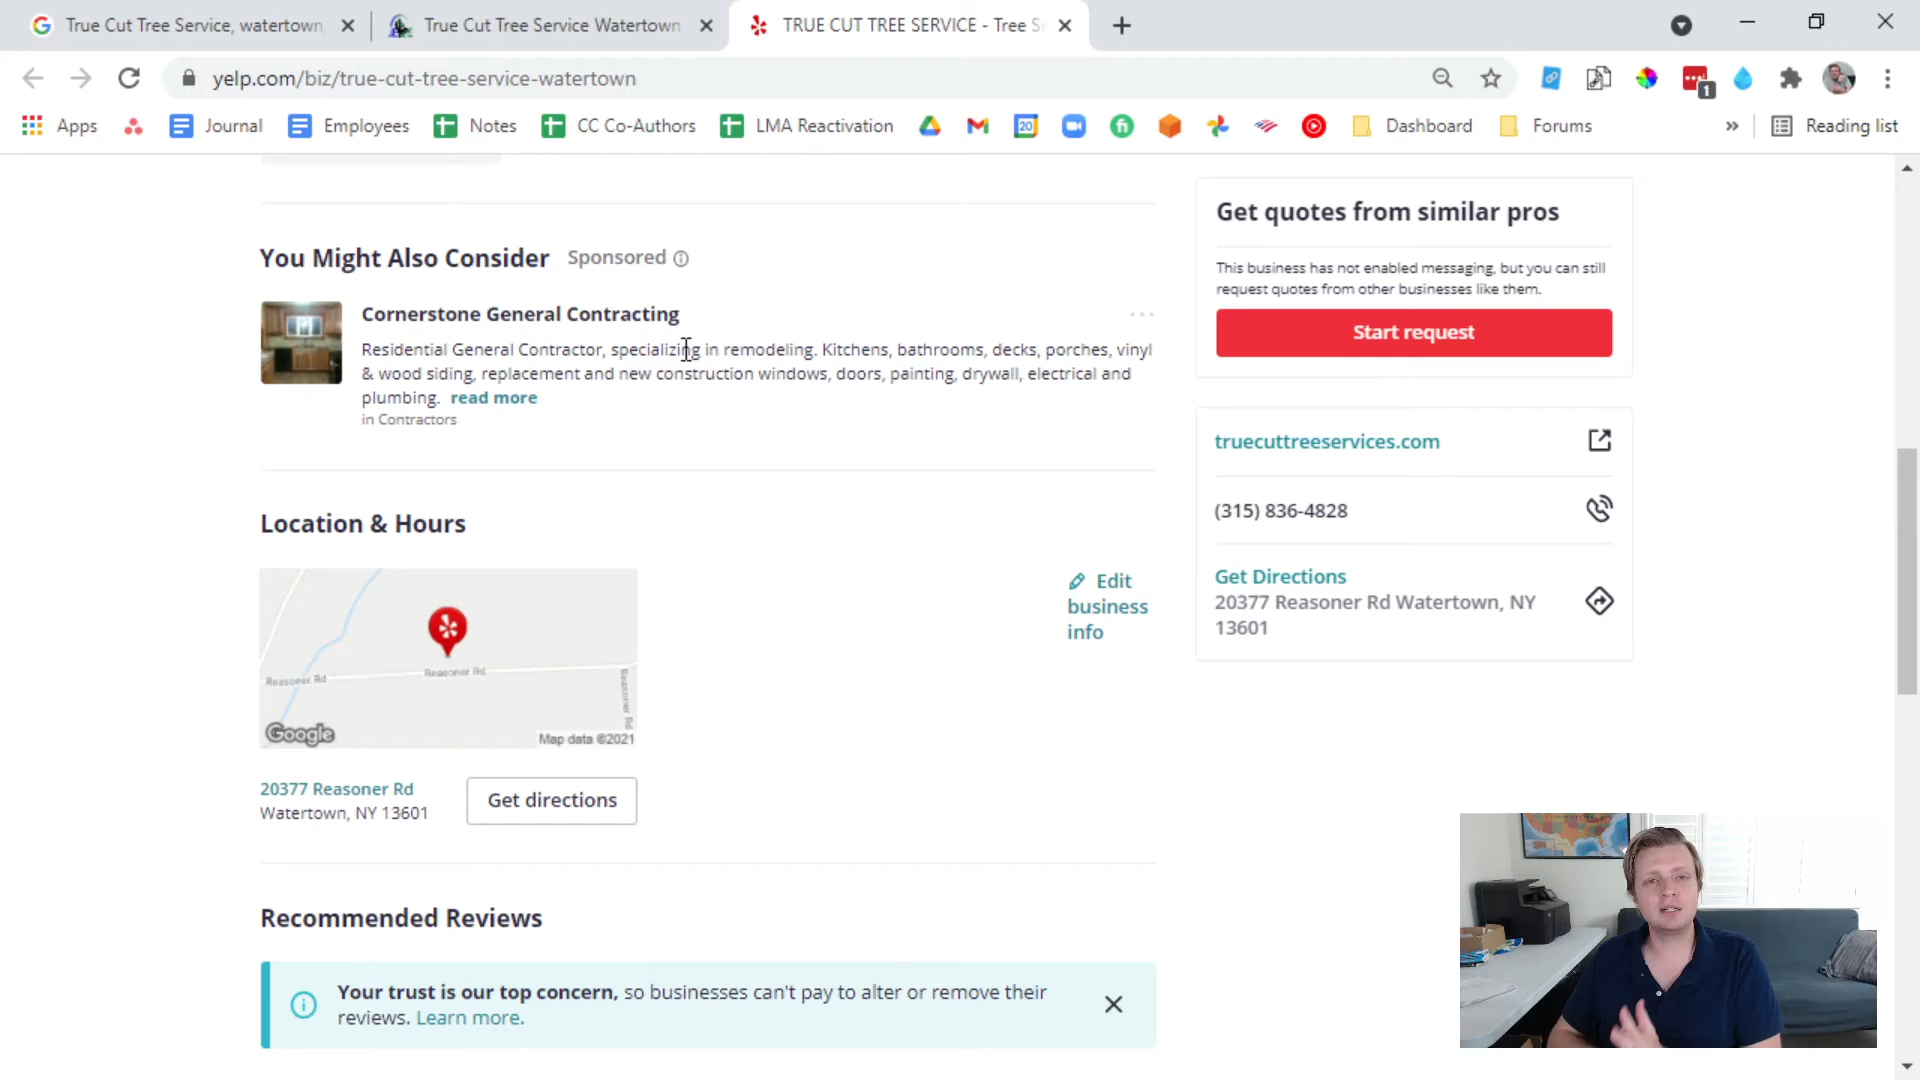 True Cut Tree Service, watertown
True Cut Tree Service Watertown
TRUE CUT TREE SERVICE - Tree S
yelp.com/biz/true-cut-tree-service-watertown
1
Apps
Journal
Employees
Notes
CC Co-Authors
LMA Reactivation
20
fi
Dashboard
Forums
»
Reading list
You Might Also Consider Sponsored
Cornerstone General Contracting
Residential General Contractor, specializing in remodeling. Kitchens, bathrooms, decks, porches, vinyl
& wood siding, replacement and new construction windows, doors, painting, drywall, electrical and
plumbing. read more
in Contractors
Location & Hours
Reasoner Rd
Reasoner Rd
Reasoner Rd
Google
Map data ©2021
20377 Reasoner Rd
Watertown, NY 13601
Get directions
Edit
business
info
Recommended Reviews
Your trust is our top concern, so businesses can't pay to alter or remove their
reviews. Learn more.
Get quotes from similar pros
This business has not enabled messaging, but you can still
request quotes from other businesses like them.
Start request
truecuttreeservices.com
(315) 836-4828
Get Directions
20377 Reasoner Rd Watertown, NY
13601